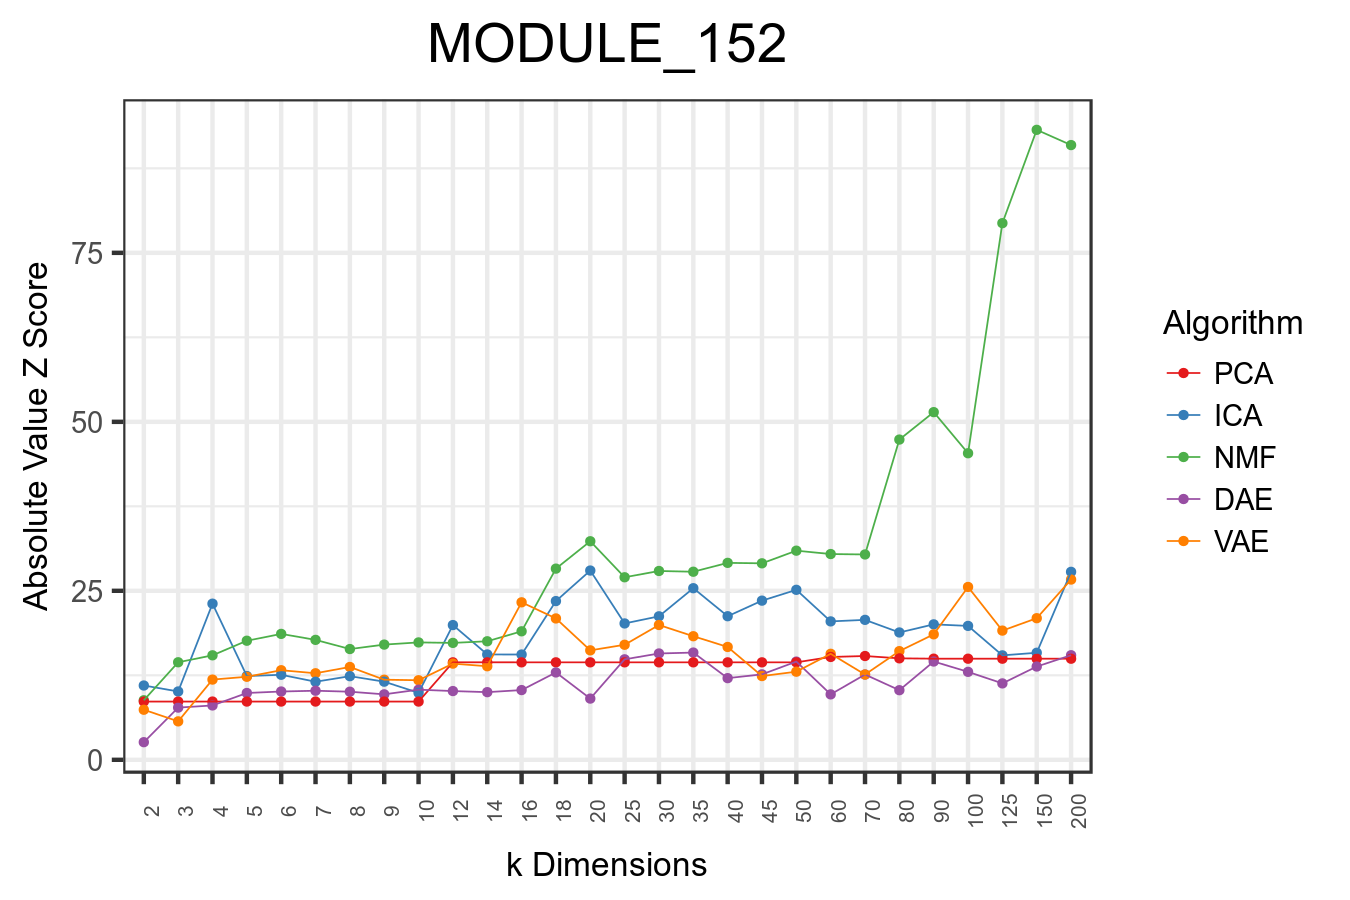 MODULE_152
Absolute Value Z Score
75
50
25
0
2 3 4 5 6 7 8 9 10 12 14 16 18 20 25 30 35 40 45 50 60 70 80 90 100 125 150 200
k Dimensions
Algorithm
PCA
ICA
NMF
DAE
VAE